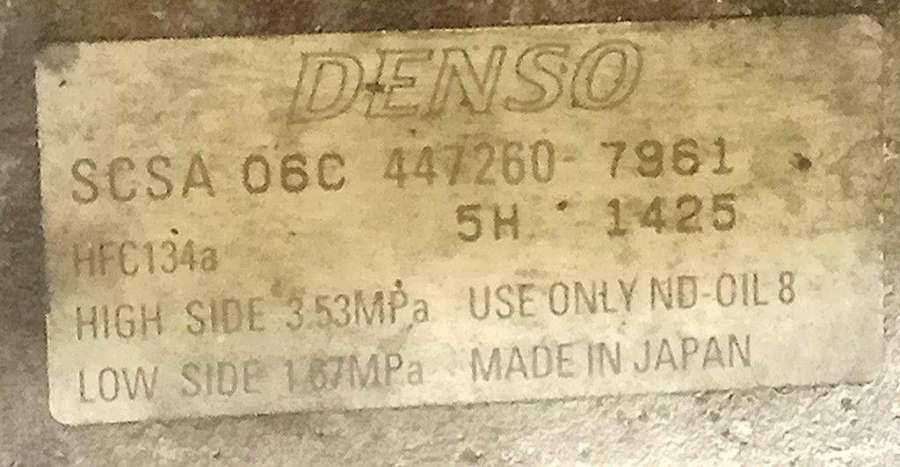 DENSO
SCSA 06C 447260-7961
5H 1425
HFC134a
HIGH SIDE 3.53MPa USE ONLY ND-OIL 8
LOW SIDE 1.67MPa MADE IN JAPAN